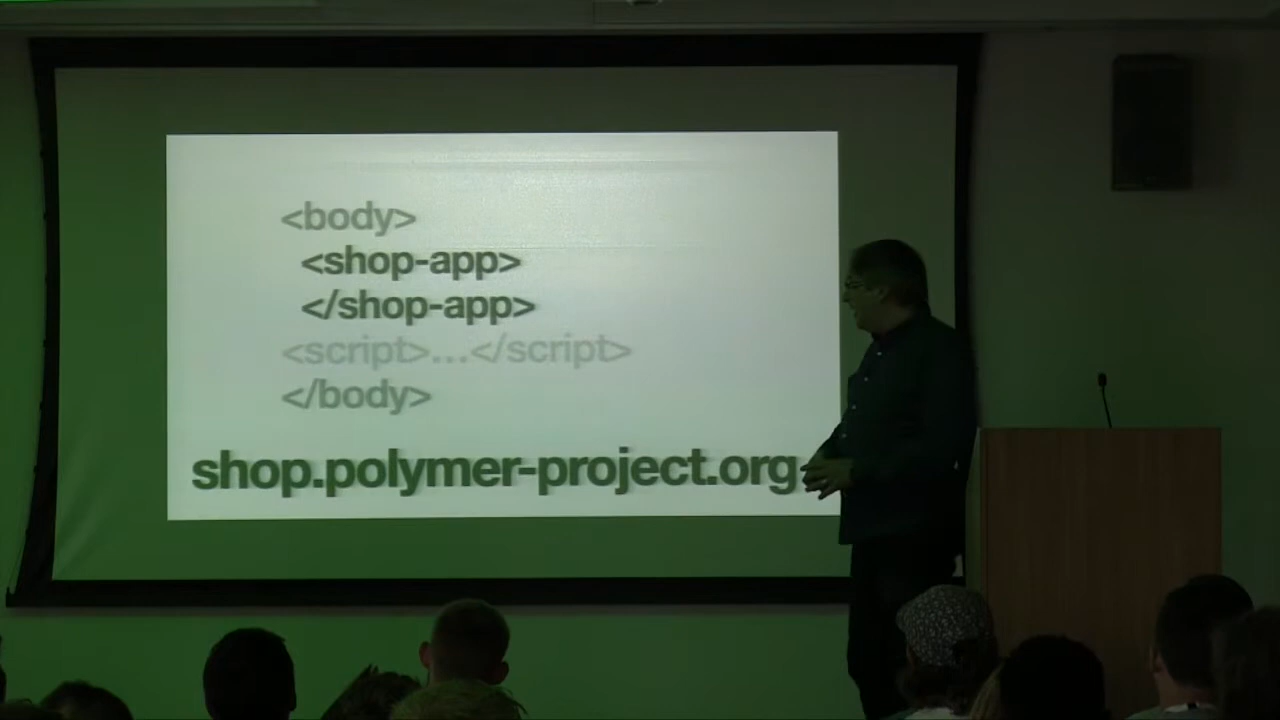 <body>
<shop-app>
</shop-app>
<script>...</script>
</body>
shop.polymer-project.org